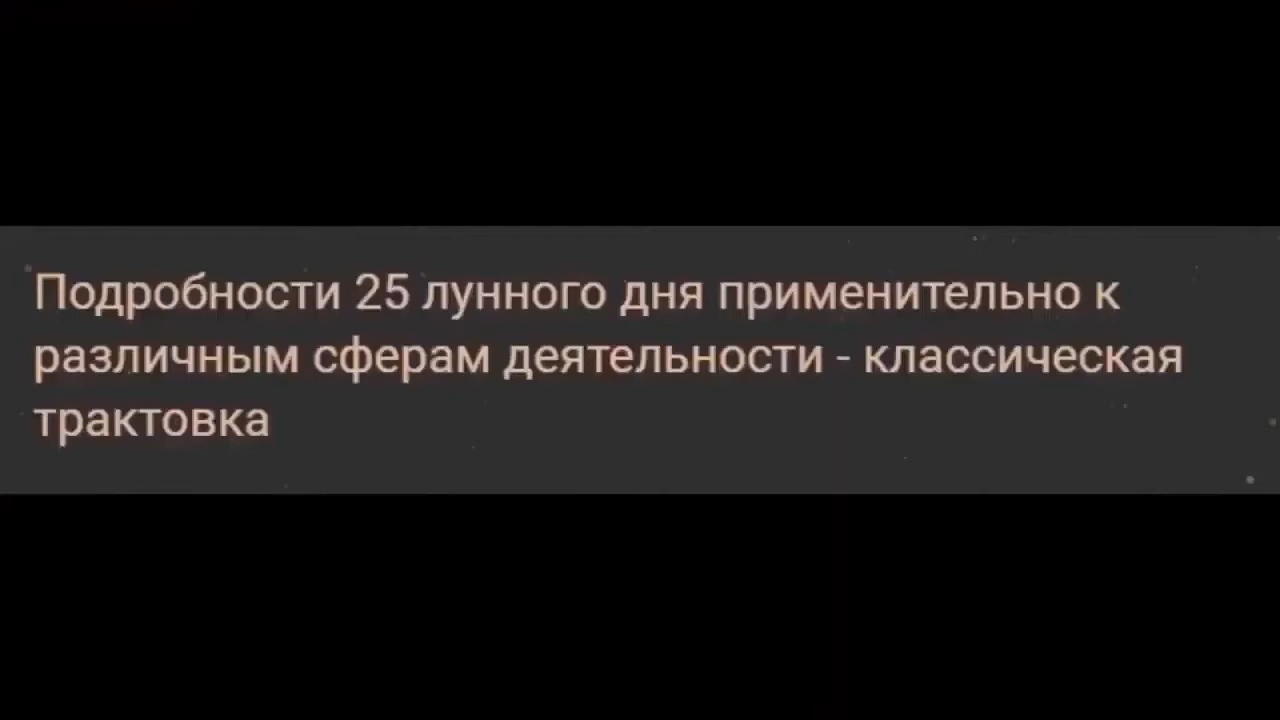 Подробности 25 лунного дня применительно к
различным сферам деятельности - классическая
трактовка